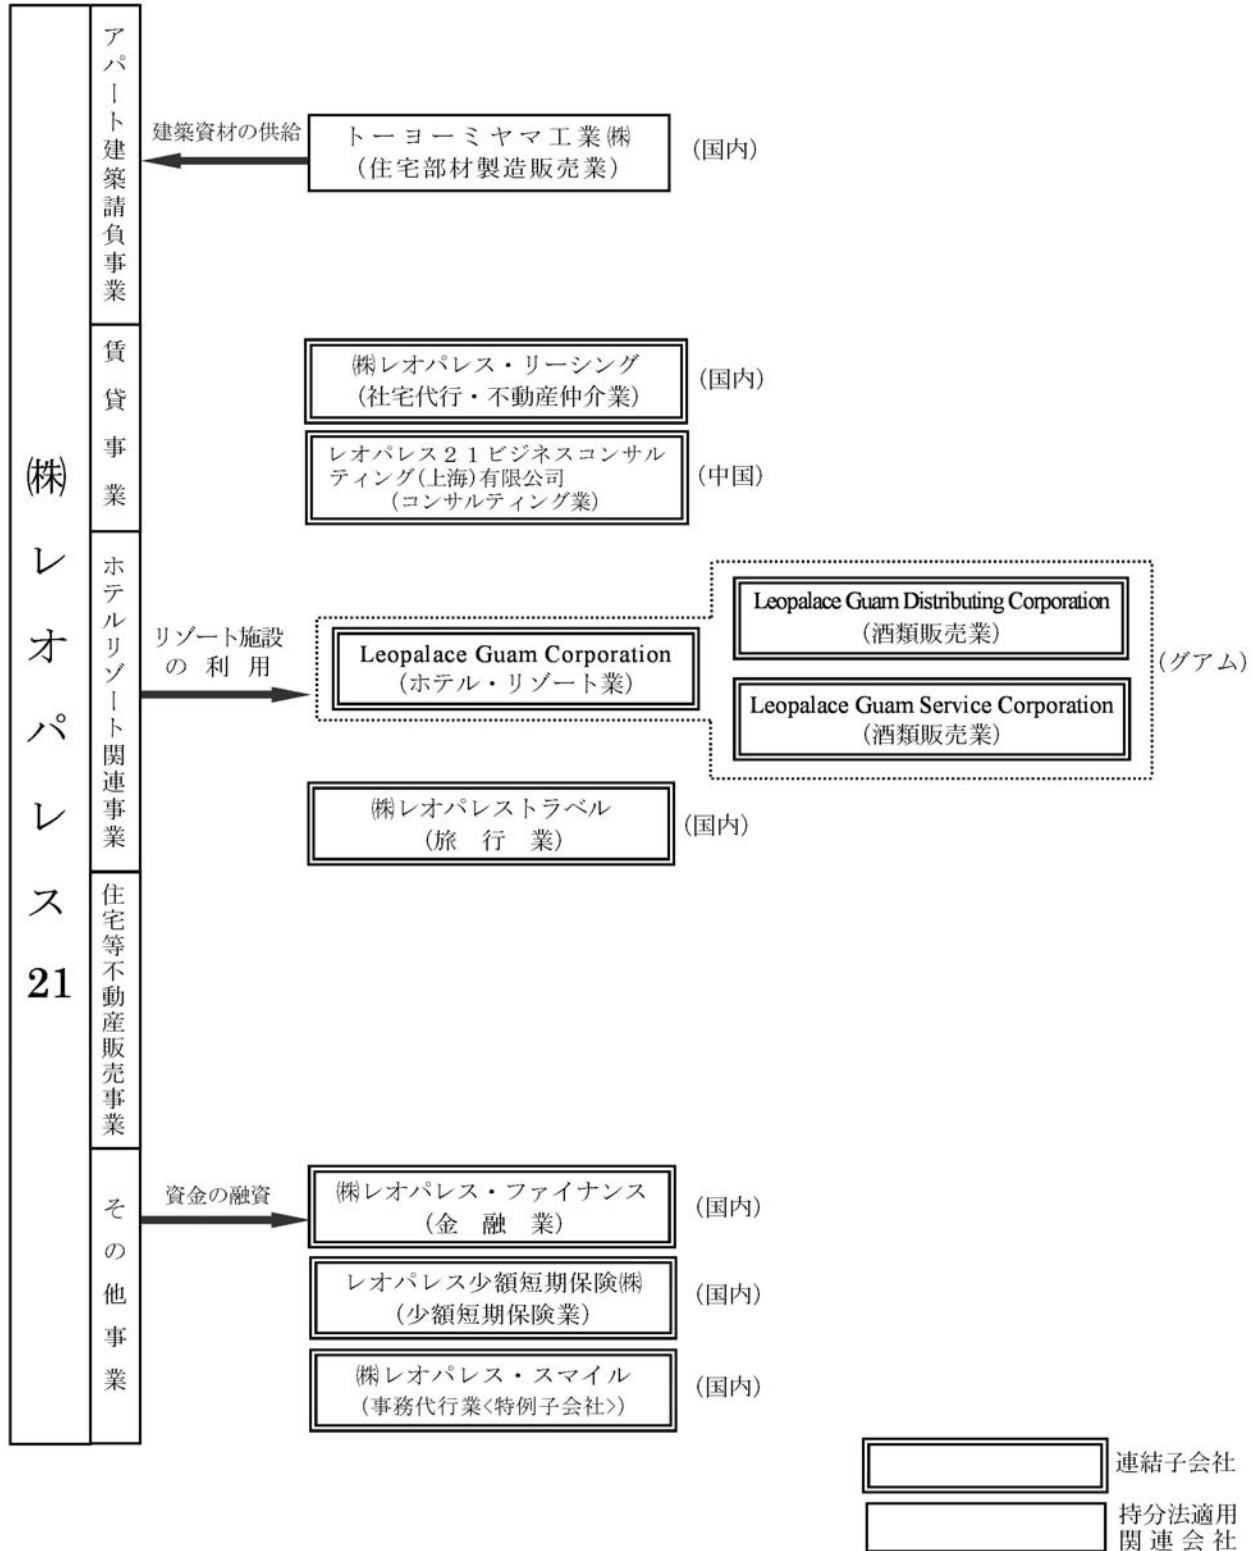 ㈱レオパレス21
アパート建築請負事業
建築資材の供給
トーヨーミヤマ工業㈱
（住宅部材製造販売業）
（国内）
賃貸事業
㈱レオパレス・リーシング
（社宅代行・不動産仲介業）
（国内）
レオパレス２１ビジネスコンサル
ティング(上海)有限公司
（コンサルティング業）
（中国）
ホテルリゾート関連事業
リゾート施設
の利用
Leopalace Guam Corporation
（ホテル・リゾート業）
Leopalace Guam Distributing Corporation
（酒類販売業）
Leopalace Guam Service Corporation
（酒類販売業）
（グアム）
㈱レオパレストラベル
（旅行業）
（国内）
住宅等不動産販売事業
その他事業
資金の融資
㈱レオパレス・ファイナンス
（金融業）
（国内）
レオパレス少額短期保険㈱
（少額短期保険業）
（国内）
㈱レオパレス・スマイル
（事務代行業<特例子会社>）
（国内）
連結子会社
持分法適用
関連会社